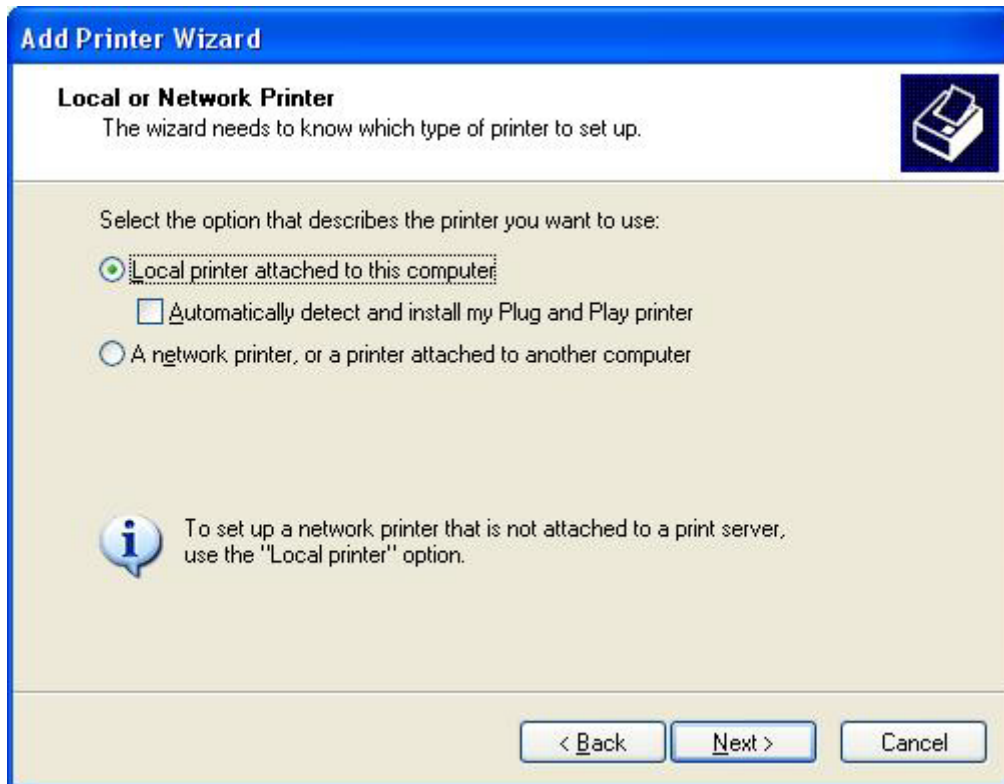 Add Printer Wizard
Local or Network Printer
The wizard needs to know which type of printer to set up.
Select the option that describes the printer you want to use:
Local printer attached to this computer
Automatically detect and install my Plug and Play printer
A network printer, or a printer attached to another computer
To set up a network printer that is not attached to a print server,
use the "Local printer" option.
< Back
Next >
Cancel